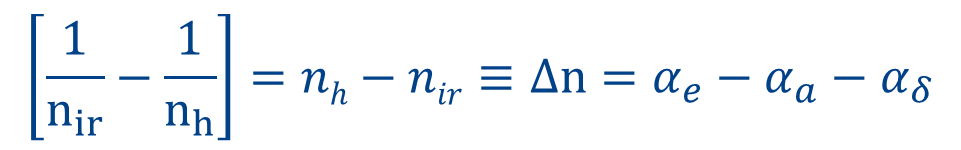 [1/n_ir − 1/n_h] = n_h − n_ir ≡ Δn = α_e − α_a − α_δ